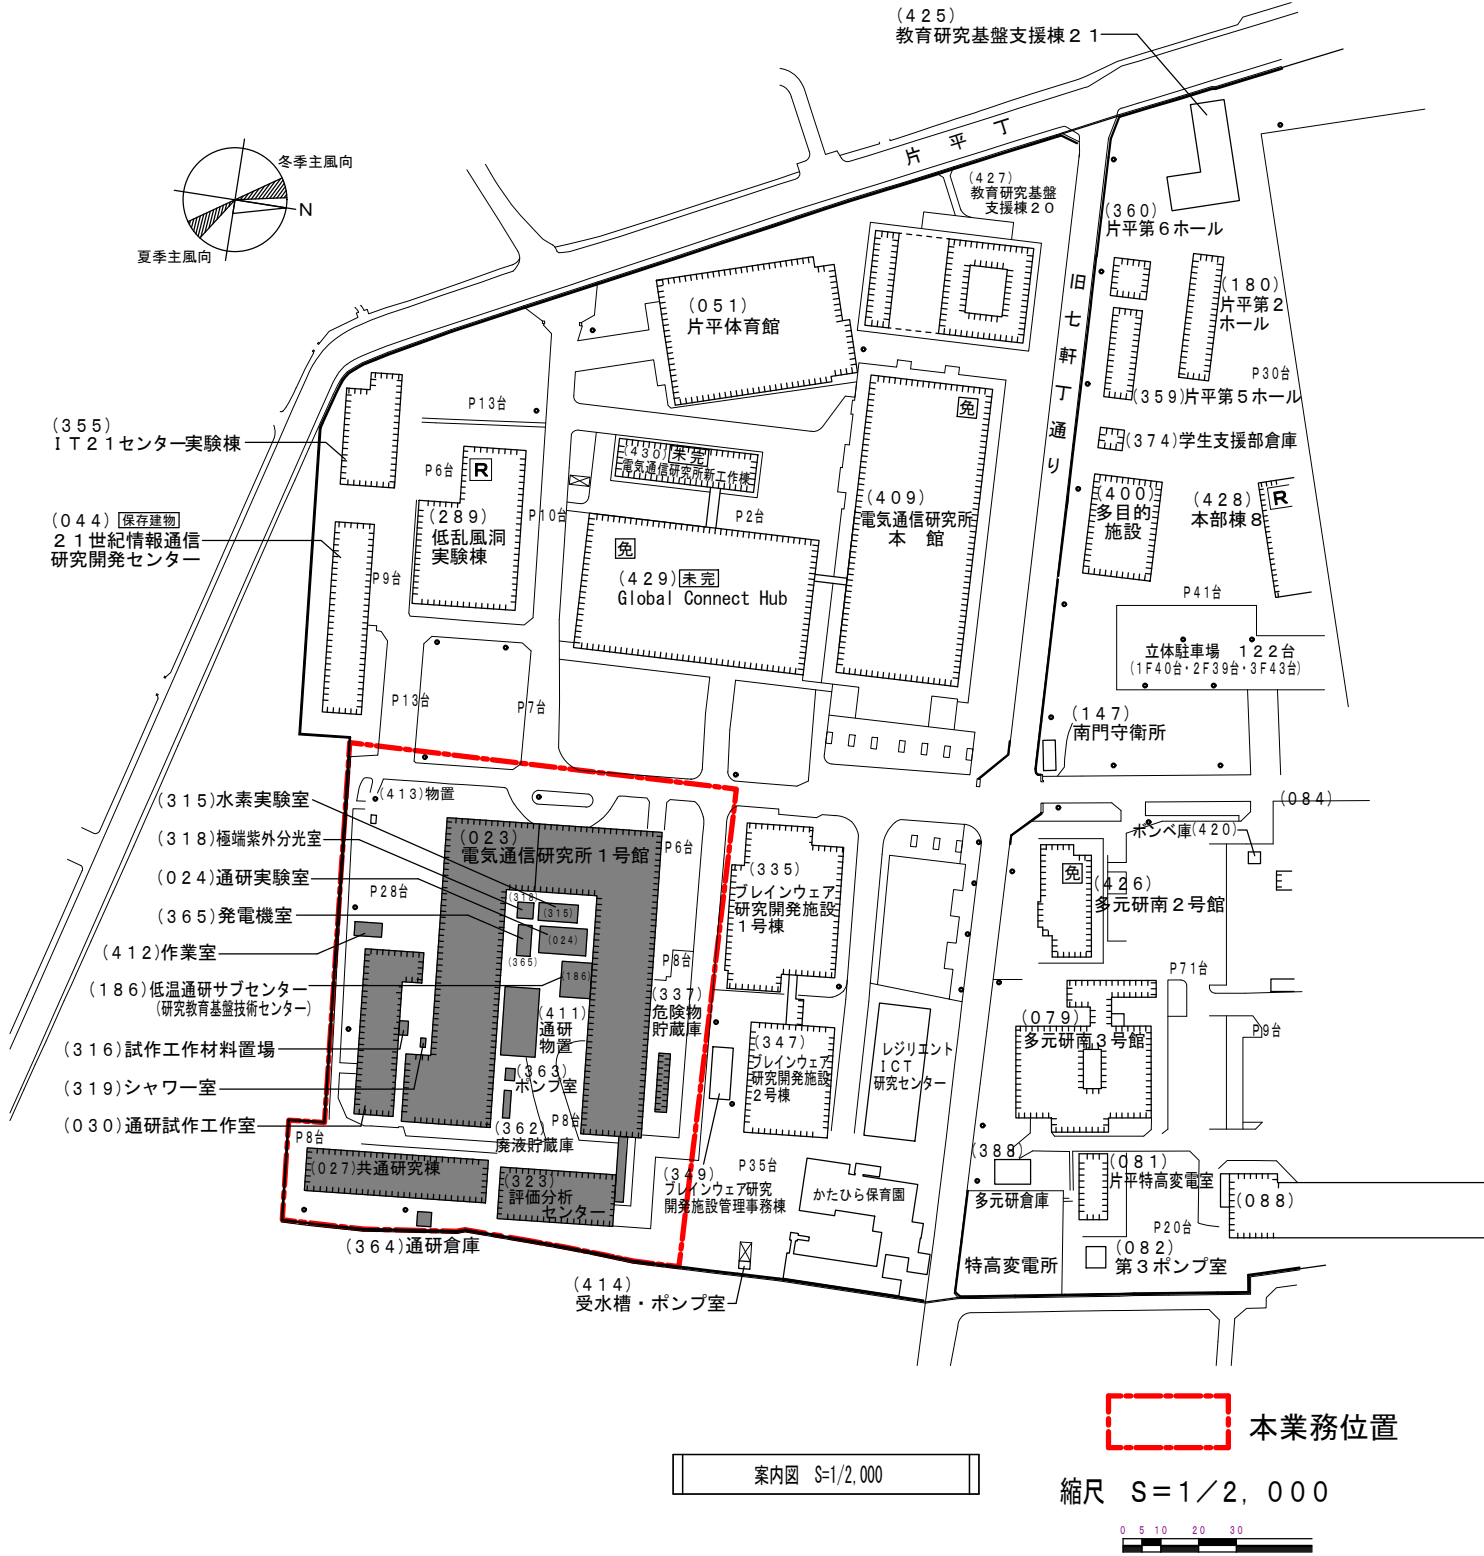 (425)
教育研究基盤支援棟21
片平丁
冬季主風向
N
夏季主風向
(427)
教育研究基盤
支援棟20
(360)
片平第6ホール
旧七軒丁通り
(180)
片平第2
ホール
(051)
片平体育館
P30台
(359)片平第5ホール
P13台
免
(355)
IT21センター実験棟
(374)学生支援部倉庫
(430)未完
電気通信研究所新工作棟
P6台
R
(409)
電気通信研究所
本館
(400)
多目的
施設
(428)
本部棟8
R
(044)保存建物
21世紀情報通信
研究開発センター
(289)
低乱風洞
実験棟
P10台
P2台
免
(429)未完
Global Connect Hub
P9台
P41台
立体駐車場 122台
(1F40台・2F39台・3F43台)
P13台
P7台
(147)
南門守衛所
(315)水素実験室
(413)物置
(084)
(318)極端紫外分光室
(023)
電気通信研究所1号館
P6台
ボンベ庫(420)
(335)
ブレインウェア
研究開発施設
1号棟
免
(426)
多元研南2号館
(024)通研実験室
P28台
(318)
(315)
(365)発電機室
(024)
(412)作業室
(365)
P8台
P71台
(186)低温通研サブセンター
(研究教育基盤技術センター)
(186)
(337)
危険物
貯蔵庫
(411)
通研
物置
(079)
多元研南3号館
P9台
(316)試作工作材料置場
(347)
ブレインウェア
研究開発施設
2号棟
レジリエント
ICT
研究センター
(319)シャワー室
(363)
ポンプ室
(030)通研試作工作室
P8台
(362)
廃液貯蔵庫
P8台
(027)共通研究棟
(323)
評価分析
センター
P35台
(349)
ブレインウェア研究
開発施設管理事務棟
かたひら保育園
(388)
多元研倉庫
(081)
片平特高変電室
(088)
P20台
(364)通研倉庫
特高変電所
(082)
第3ポンプ室
(414)
受水槽・ポンプ室
本業務位置
案内図 S=1/2,000
縮尺 S=1/2,000
0 5 10 20 30